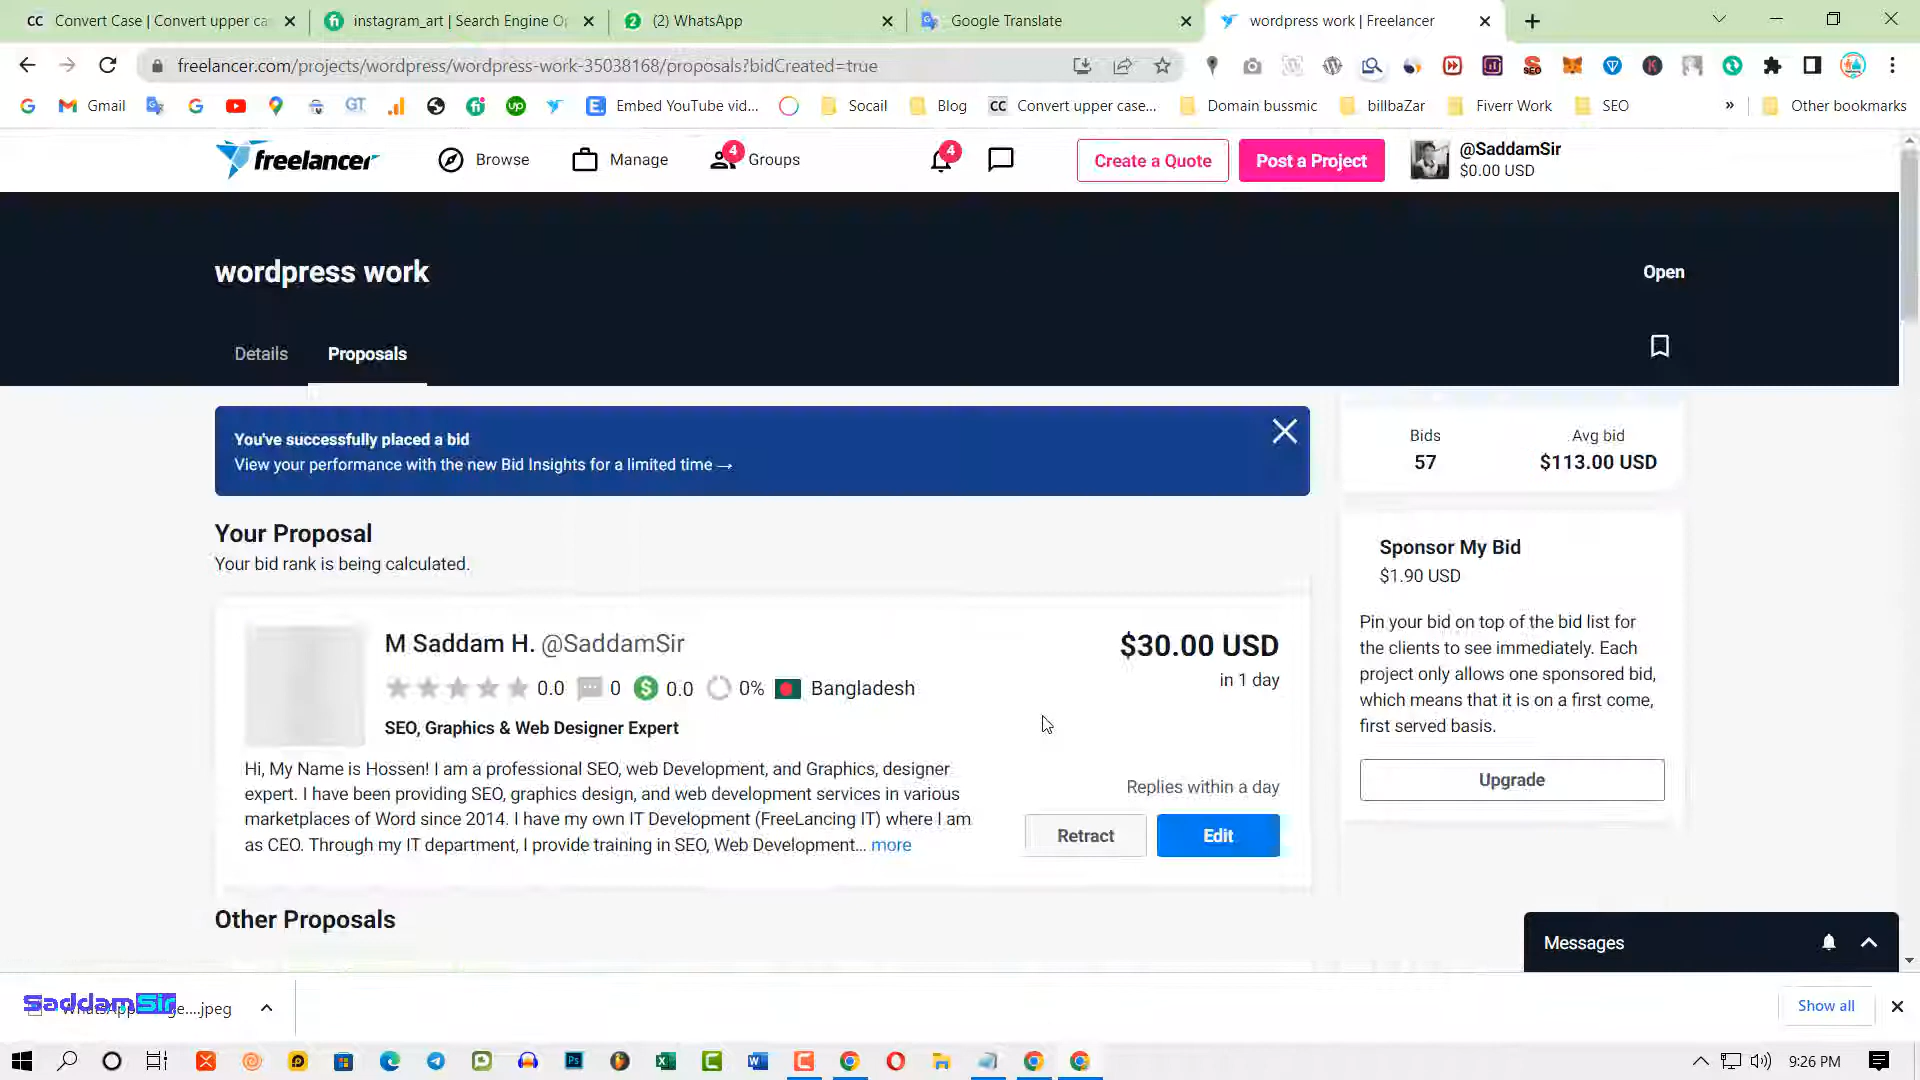 CC Convert Case | Convert upper ca
instagram_art | Search Engine O
(2) WhatsApp
Google Translate
wordpress work | Freelancer
freelancer.com/projects/wordpress/wordpress-work-35038168/proposals?bidCreated=true
Gmail
GT
up
Embed YouTube vid...
Socail
Blog
CC Convert upper case...
Domain bussmic
billbaZar
Fiverr Work
SEO
» Other bookmarks
freelancer
Browse
Manage
4
Groups
4
Create a Quote
Post a Project
@SaddamSir
$0.00 USD
wordpress work
Open
Details
Proposals
You've successfully placed a bid
View your performance with the new Bid Insights for a limited time →
Bids
57
Avg bid
$113.00 USD
Your Proposal
Your bid rank is being calculated.
Sponsor My Bid
$1.90 USD
Pin your bid on top of the bid list for
the clients to see immediately. Each
project only allows one sponsored bid,
which means that it is on a first come,
first served basis.
Upgrade
M Saddam H. @SaddamSir
0.0 0 0.0 0% Bangladesh
SEO, Graphics & Web Designer Expert
$30.00 USD
in 1 day
Hi, My Name is Hossen! I am a professional SEO, web Development, and Graphics, designer
expert. I have been providing SEO, graphics design, and web development services in various
marketplaces of Word since 2014. I have my own IT Development (FreeLancing IT) where I am
as CEO. Through my IT department, I provide training in SEO, Web Development... more
Replies within a day
Retract
Edit
Other Proposals
Messages
SaddamSir
Show all
9:26 PM